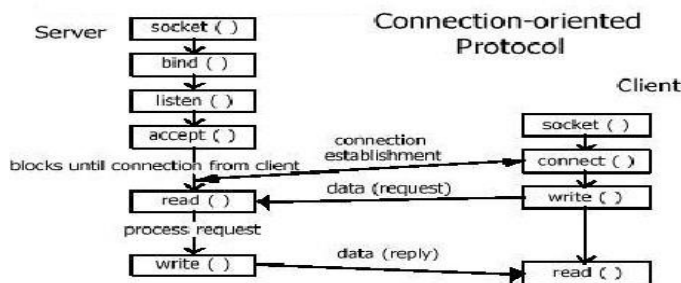 Server
socket ( )
Connection-oriented
Protocol
bind ( )
listen ( )
Client
accept ( )
socket ( )
connection
establishment
blocks until connection from client
connect ( )
data (request)
read ( )
write ( )
process request
data (reply)
write ( )
read ( )